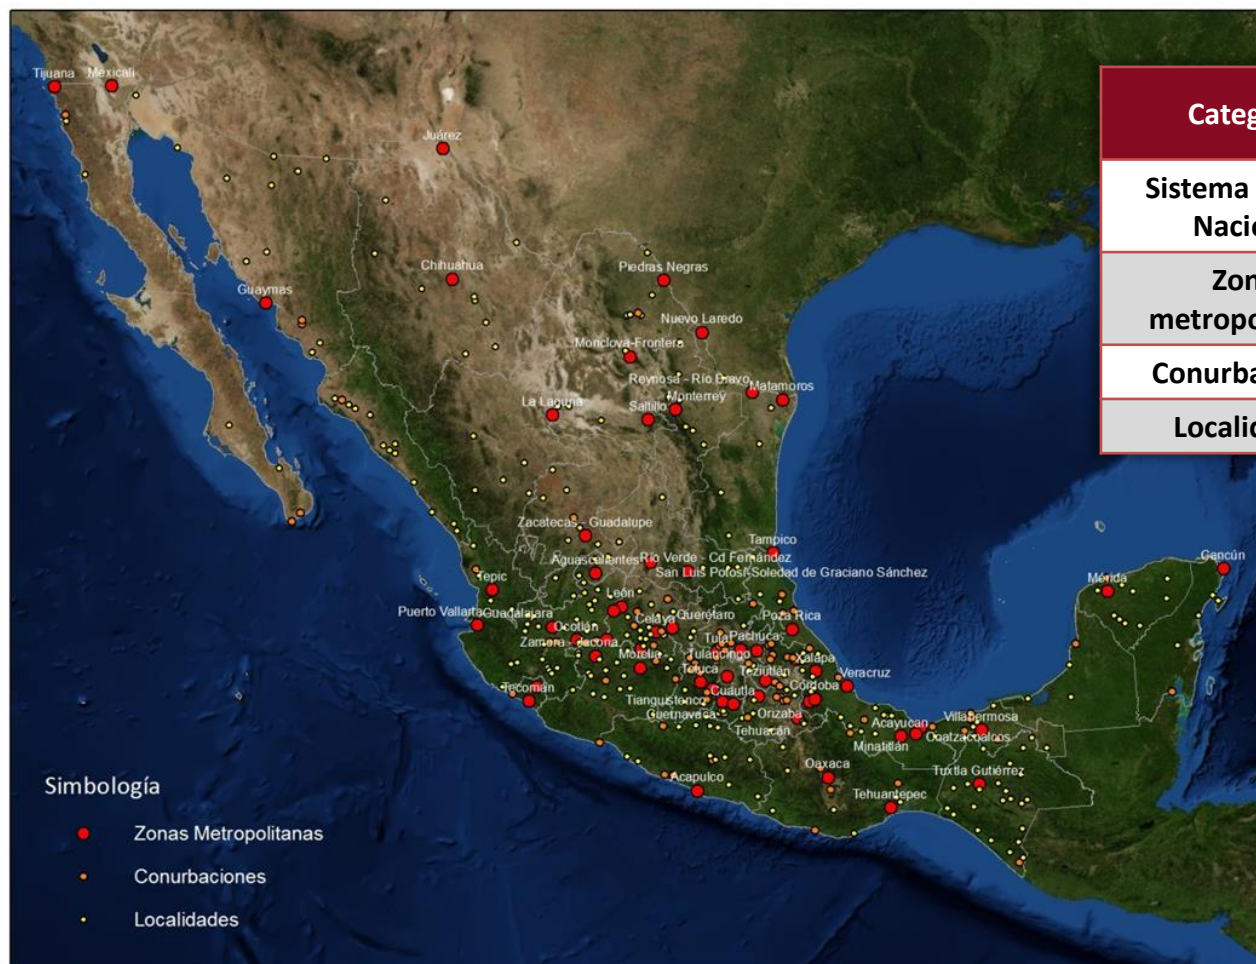 Tijuana
Mexicali
Juárez
Chihuahua
Piedras Negras
Guaymas
Nuevo Laredo
Monclova-Frontera
Reynosa - Río Bravo
Matamoros
Monterrey
La Laguna
Saltillo
Zacatecas - Guadalupe
Tampico
Aguascalientes
Río Verde - Cd Fernández
San Luis Potosí-Soledad de Graciano Sánchez
Cancún
Mérida
Tepic
León
Puerto Vallarta
Guadalajara
Querétaro
Poza Rica
Celaya
Ocotlán
Tula
Pachuca
Zamora - Jacona
Morelia
Tulancingo
Xalapa
Toluca
Teziutlán
Veracruz
Tecomán
Cuautla
Córdoba
Tianguistenco
Cuernavaca
Orizaba
Tehuacán
Acayucan
Villahermosa
Minatitlán
Coatzacoalcos
Oaxaca
Tuxtla Gutiérrez
Acapulco
Tehuantepec
Simbología
Zonas Metropolitanas
Conurbaciones
Localidades
Categ
Sistema
Nacio
Zon
metropo
Conurba
Localid